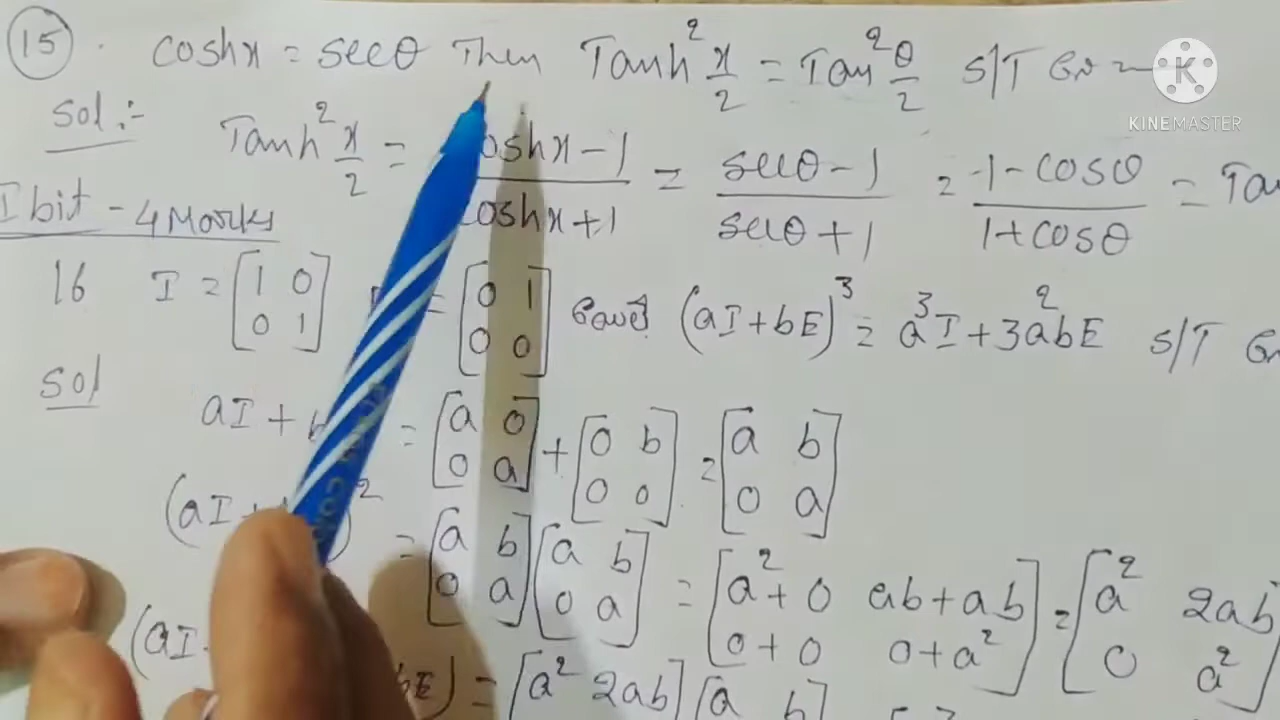 15. coshx = secθ Then Tanh² x/2 = Tan² θ/2 S/T
KINEMASTER
Sol :- Tanh² x/2 = coshx - 1 / coshx + 1 = secθ - 1 / secθ + 1 = 1 - cosθ / 1 + cosθ = Tan
I bit - 4 Marks
16 I = [1 0; 0 1] = [0 1; 0 0] (aI + bE)³ = a³I + 3a²bE S/T
Sol
aI + b = [a 0; 0 a] + [0 b; 0 0] = [a b; 0 a]
(aI + )² = [a b; 0 a] [a b; 0 a] = [a² + 0 ab + ab; 0 + 0 0 + a²] = [a² 2ab; 0 a²]
(aI bE) = [a² 2ab] [a b]